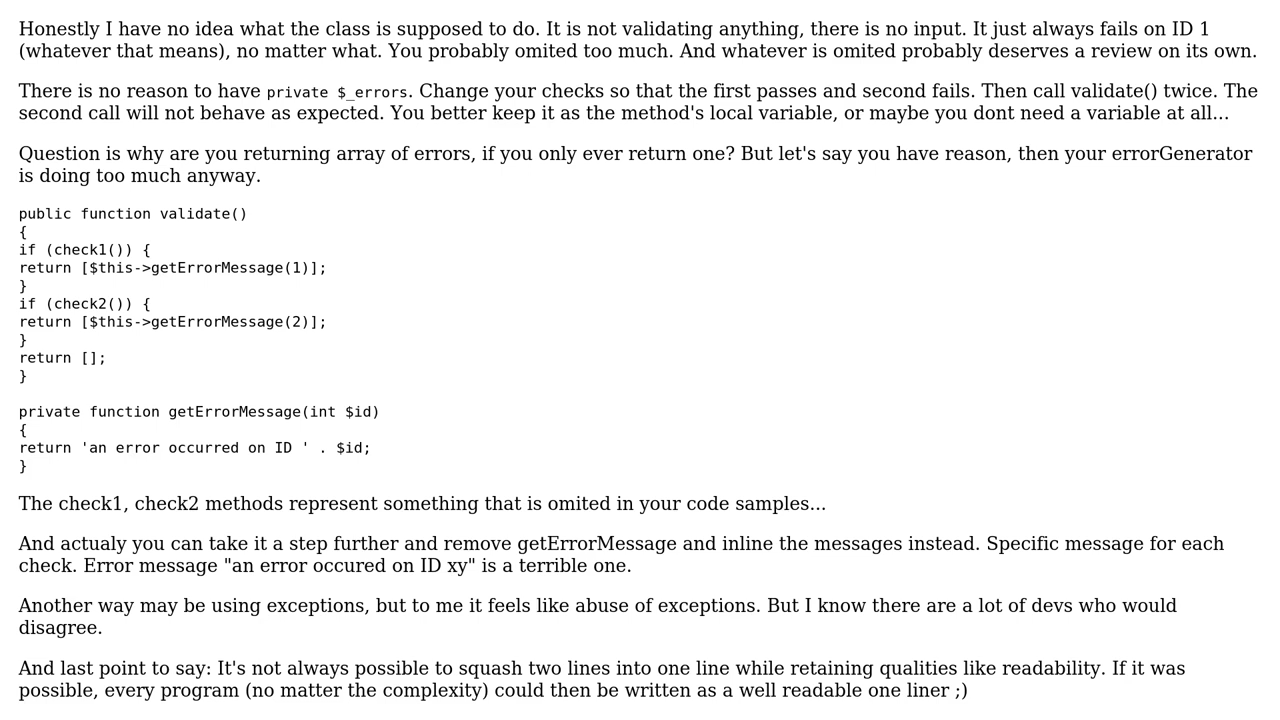 Honestly I have no idea what the class is supposed to do. It is not validating anything, there is no input. It just always fails on ID 1
(whatever that means), no matter what. You probably omited too much. And whatever is omited probably deserves a review on its own.
There is no reason to have private $_errors. Change your checks so that the first passes and second fails. Then call validate() twice. The
second call will not behave as expected. You better keep it as the method's local variable, or maybe you dont need a variable at all...
Question is why are you returning array of errors, if you only ever return one? But let's say you have reason, then your errorGenerator
is doing too much anyway.
public function validate()
{
if (check1()) {
return [$this->getErrorMessage(1)];
}
if (check2()) {
return [$this->getErrorMessage(2)];
}
return [];
}
private function getErrorMessage(int $id)
{
return 'an error occurred on ID ' . $id;
}
The check1, check2 methods represent something that is omited in your code samples...
And actualy you can take it a step further and remove getErrorMessage and inline the messages instead. Specific message for each
check. Error message "an error occured on ID xy" is a terrible one.
Another way may be using exceptions, but to me it feels like abuse of exceptions. But I know there are a lot of devs who would
disagree.
And last point to say: It's not always possible to squash two lines into one line while retaining qualities like readability. If it was
possible, every program (no matter the complexity) could then be written as a well readable one liner ;)